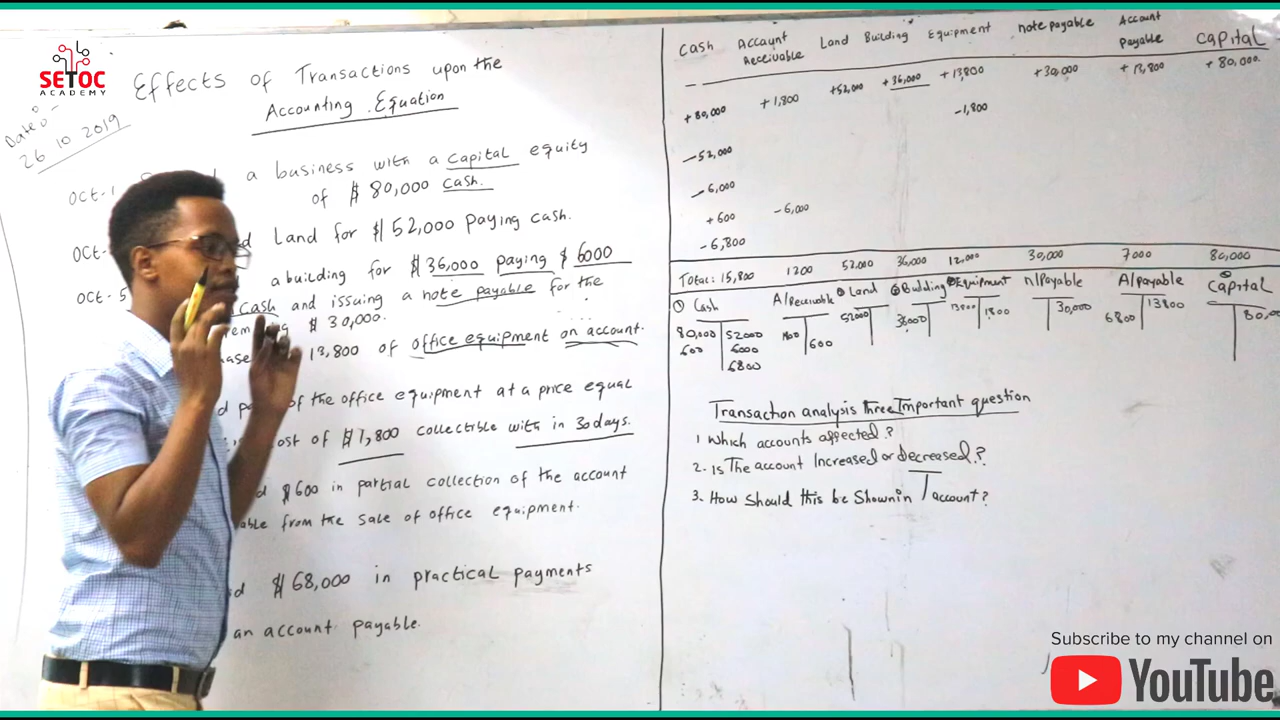 SETOC
ACADEMY
Effects of Transactions upon the
Accounting Equation
Date:-
26 10 2019
OCT-1 a business with a capital equity
of $ 80,000 cash.
OCT- Land for $ 52,000 paying cash.
OCT-5 a building for $ 36,000 paying $ 6000
Cash and issuing a note payable for the
$ 30,000.
13,800 of office equipment on account.
of the office equipment at a price equal
cost of $ 1,800 collectible with in 30 days.
$ 600 in partial collection of the account
from the sale of office equipment.
$ 68,000 in practical payments
an account payable.
Cash Account Receivable Land Building Equipment note payable Account Payable Capital
+80,000 +1,800 +52,000 +36,000 +13,800 +30,000 +13,800 +80,000
-1,800
-52,000
-6,000
+600 -6,000
-6,800
Total: 15,800 1200 52,000 36,000 12,000 30,000 7000 80,000
① Cash A/Receivable Land Building Equipment n/Payable A/Payable Capital
80,000 52000 600 52000 36000 13800 1800 30,000 6800 13800
600 6000
6800
Transaction analysis three Important question
1 Which accounts affected?
2. Is The account Increased or decreased?
3. How should this be Shown in T account?
Subscribe to my channel on
YouTube